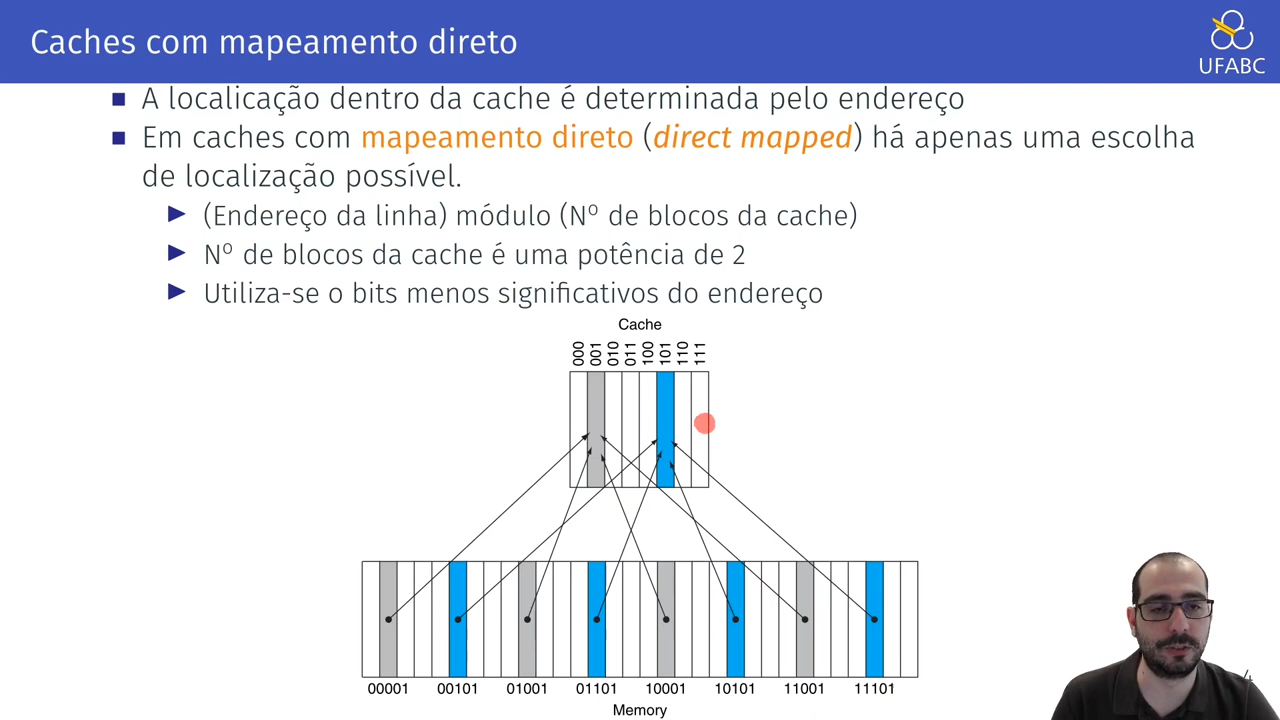 Caches com mapeamento direto
UFABC
A localicação dentro da cache é determinada pelo endereço
Em caches com mapeamento direto (direct mapped) há apenas uma escolha
de localização possível.
(Endereço da linha) módulo (Nº de blocos da cache)
Nº de blocos da cache é uma potência de 2
Utiliza-se o bits menos significativos do endereço
Cache
000 001 010 011 100 101 110 111
00001 00101 01001 01101 10001 10101 11001 11101
Memory
4